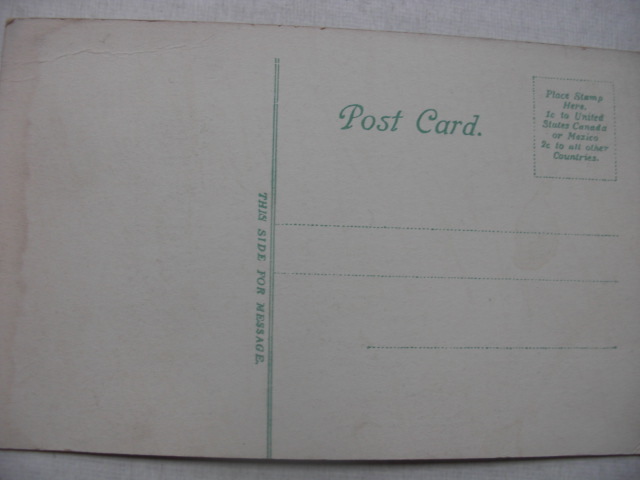 Post Card.
Place Stamp
Here.
1c to United
States Canada
or Mexico
2c to all other
Countries.
THIS SIDE FOR MESSAGE.